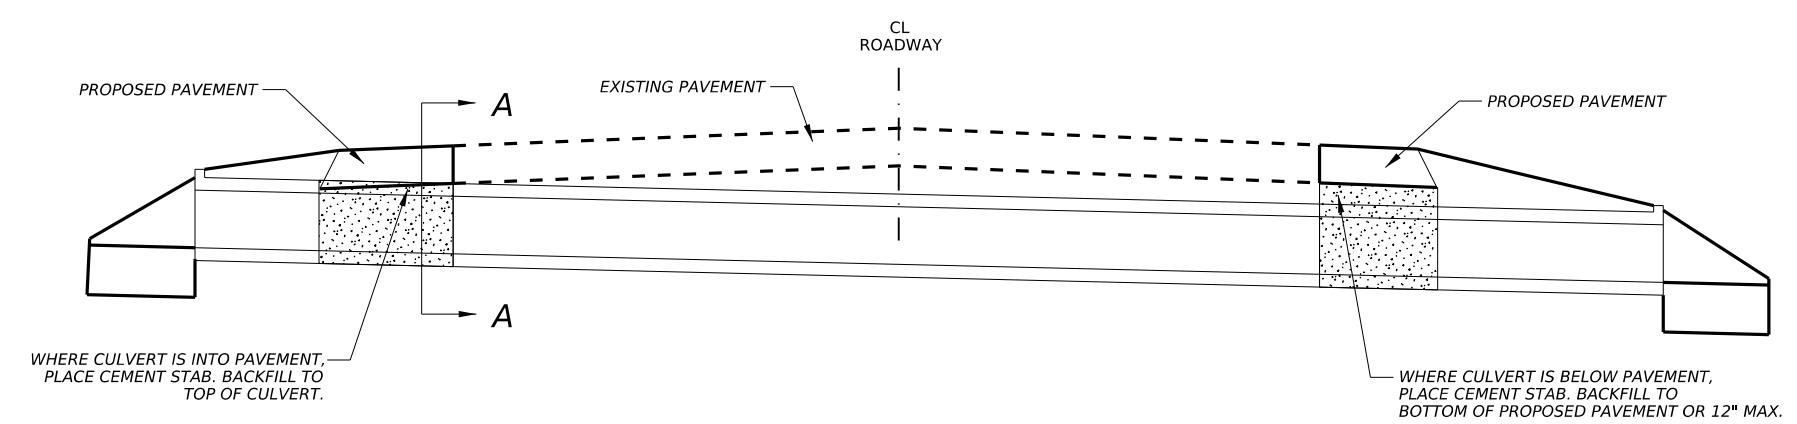 CL
ROADWAY
PROPOSED PAVEMENT
EXISTING PAVEMENT
PROPOSED PAVEMENT
A
A
WHERE CULVERT IS INTO PAVEMENT,
PLACE CEMENT STAB. BACKFILL TO
TOP OF CULVERT.
WHERE CULVERT IS BELOW PAVEMENT,
PLACE CEMENT STAB. BACKFILL TO
BOTTOM OF PROPOSED PAVEMENT OR 12" MAX.